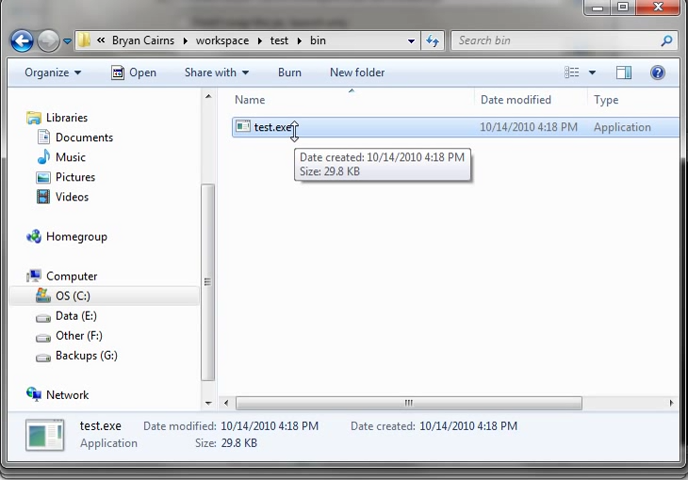 « Bryan Cairns ▸ workspace ▸ test ▸ bin
Search bin
Organize
Open
Share with
Burn
New folder
Name
Date modified
Type
Libraries
Documents
Music
Pictures
Videos
Homegroup
Computer
OS (C:)
Data (E:)
Other (F:)
Backups (G:)
Network
test.exe
10/14/2010 4:18 PM
Application
Date created: 10/14/2010 4:18 PM
Size: 29.8 KB
test.exe
Date modified: 10/14/2010 4:18 PM
Date created: 10/14/2010 4:18 PM
Application
Size: 29.8 KB